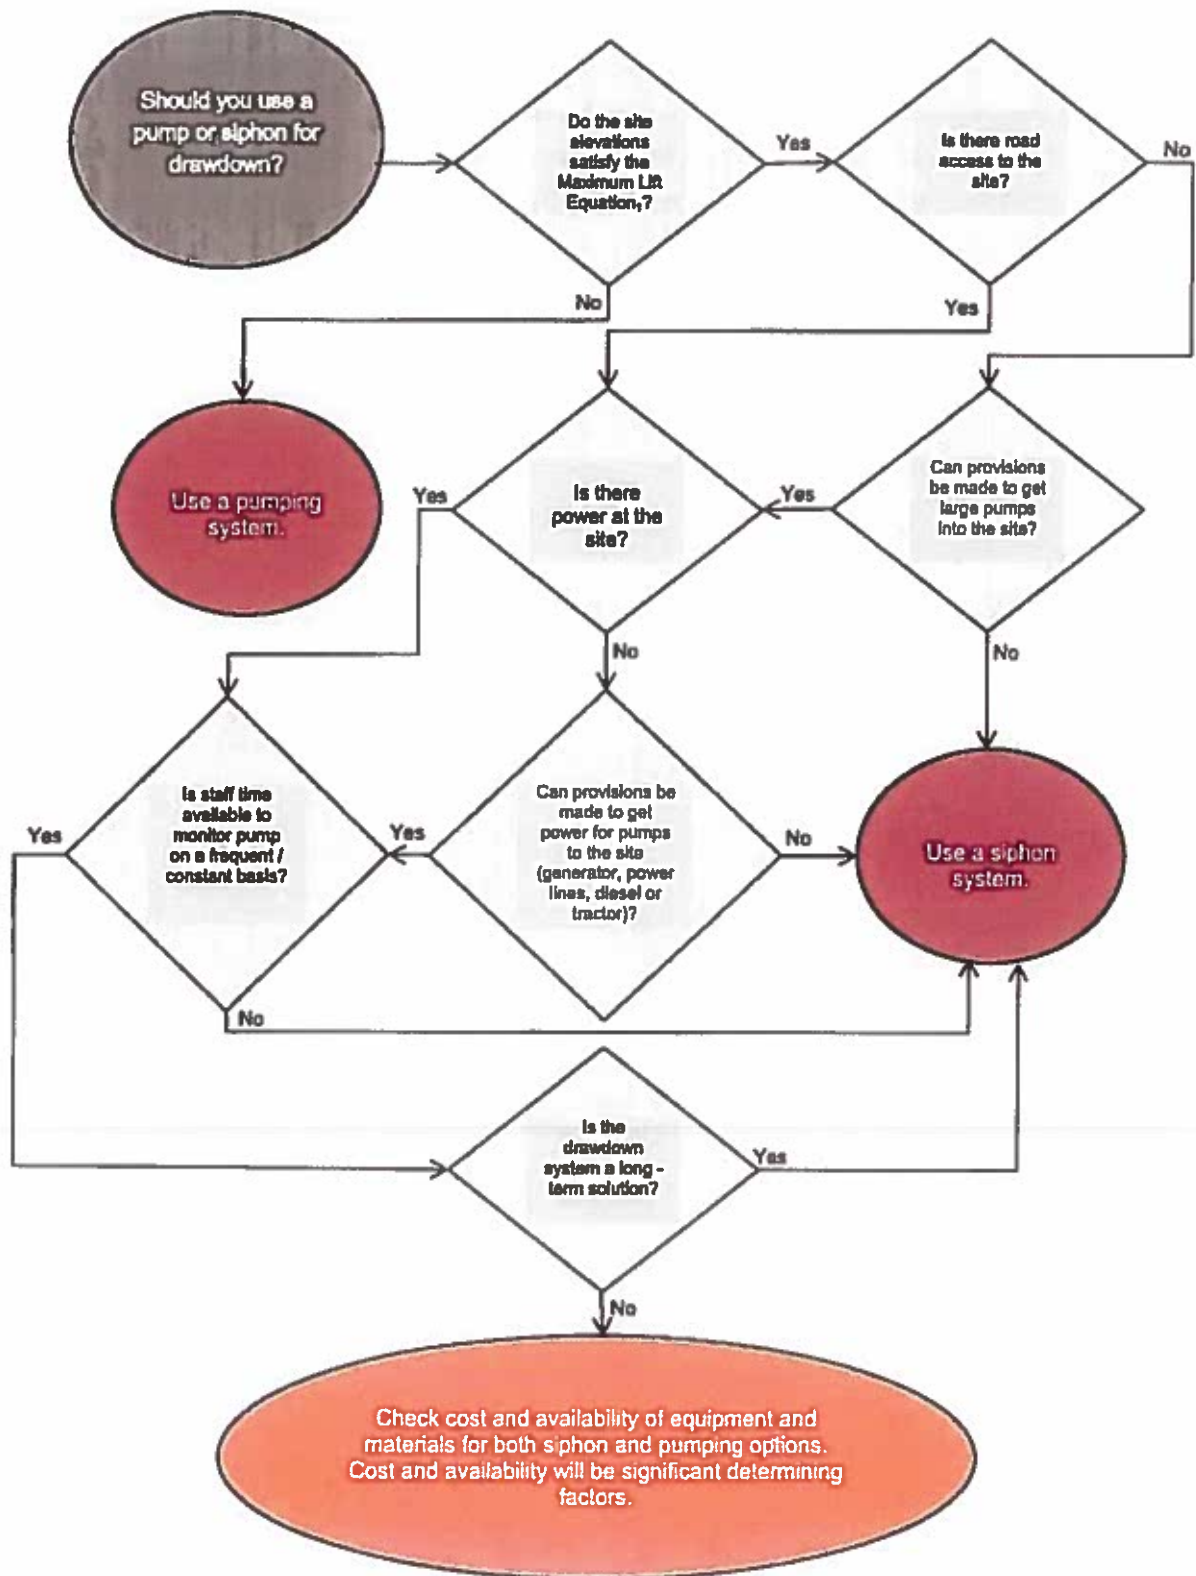 Should you use a
pump or siphon for
drawdown?
Do the site
elevations
satisfy the
Maximum Lift
Equation₁?
Yes
Is there road
access to the
site?
No
No
Yes
Use a pumping
system.
Yes
Is there
power at the
site?
Yes
Can provisions
be made to get
large pumps
into the site?
No
No
Is staff time
available to
monitor pump
on a frequent /
constant basis?
Yes
Yes
Can provisions be
made to get
power for pumps
to the site
(generator, power
lines, diesel or
tractor)?
No
Use a siphon
system.
No
Is the
drawdown
system a long -
term solution?
Yes
No
Check cost and availability of equipment and
materials for both siphon and pumping options.
Cost and availability will be significant determining
factors.